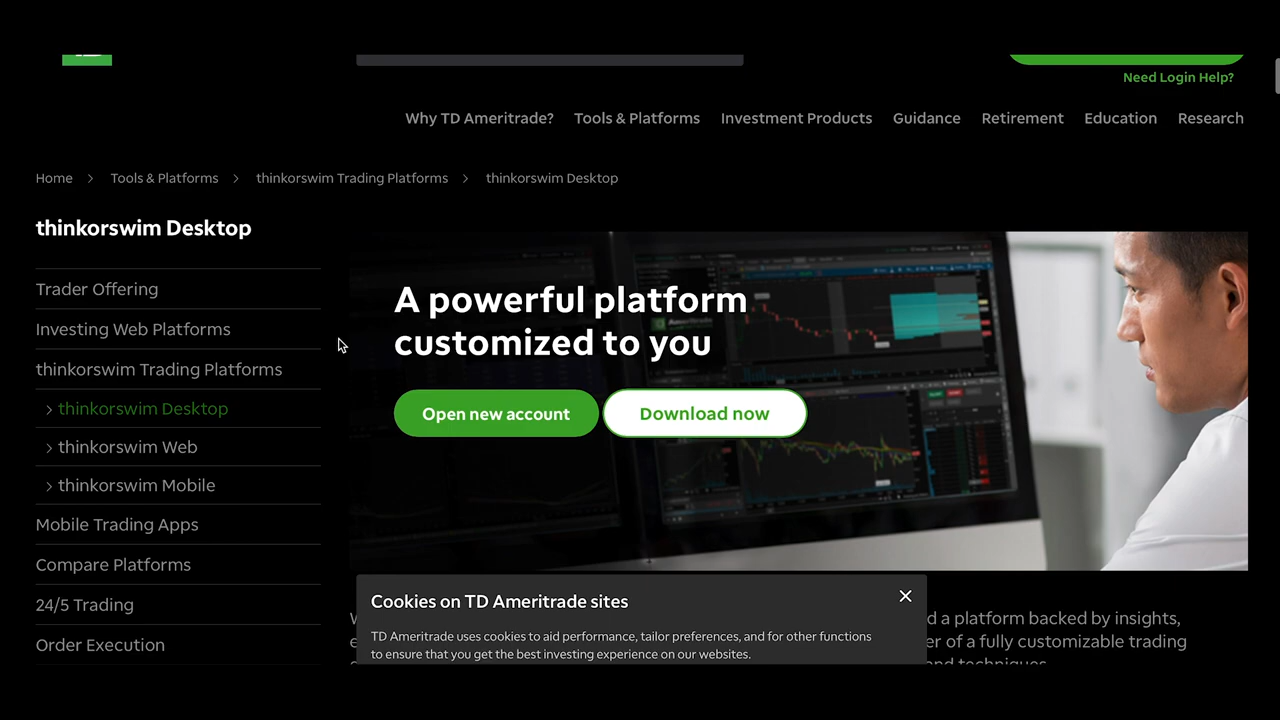 Need Login Help?
Why TD Ameritrade? Tools & Platforms Investment Products Guidance Retirement Education Research
Home > Tools & Platforms > thinkorswim Trading Platforms > thinkorswim Desktop
thinkorswim Desktop
Trader Offering
Investing Web Platforms
thinkorswim Trading Platforms
> thinkorswim Desktop
> thinkorswim Web
> thinkorswim Mobile
Mobile Trading Apps
Compare Platforms
24/5 Trading
Order Execution
A powerful platform
customized to you
Open new account Download now
d a platform backed by insights,
er of a fully customizable trading
Cookies on TD Ameritrade sites
TD Ameritrade uses cookies to aid performance, tailor preferences, and for other functions
to ensure that you get the best investing experience on our websites.